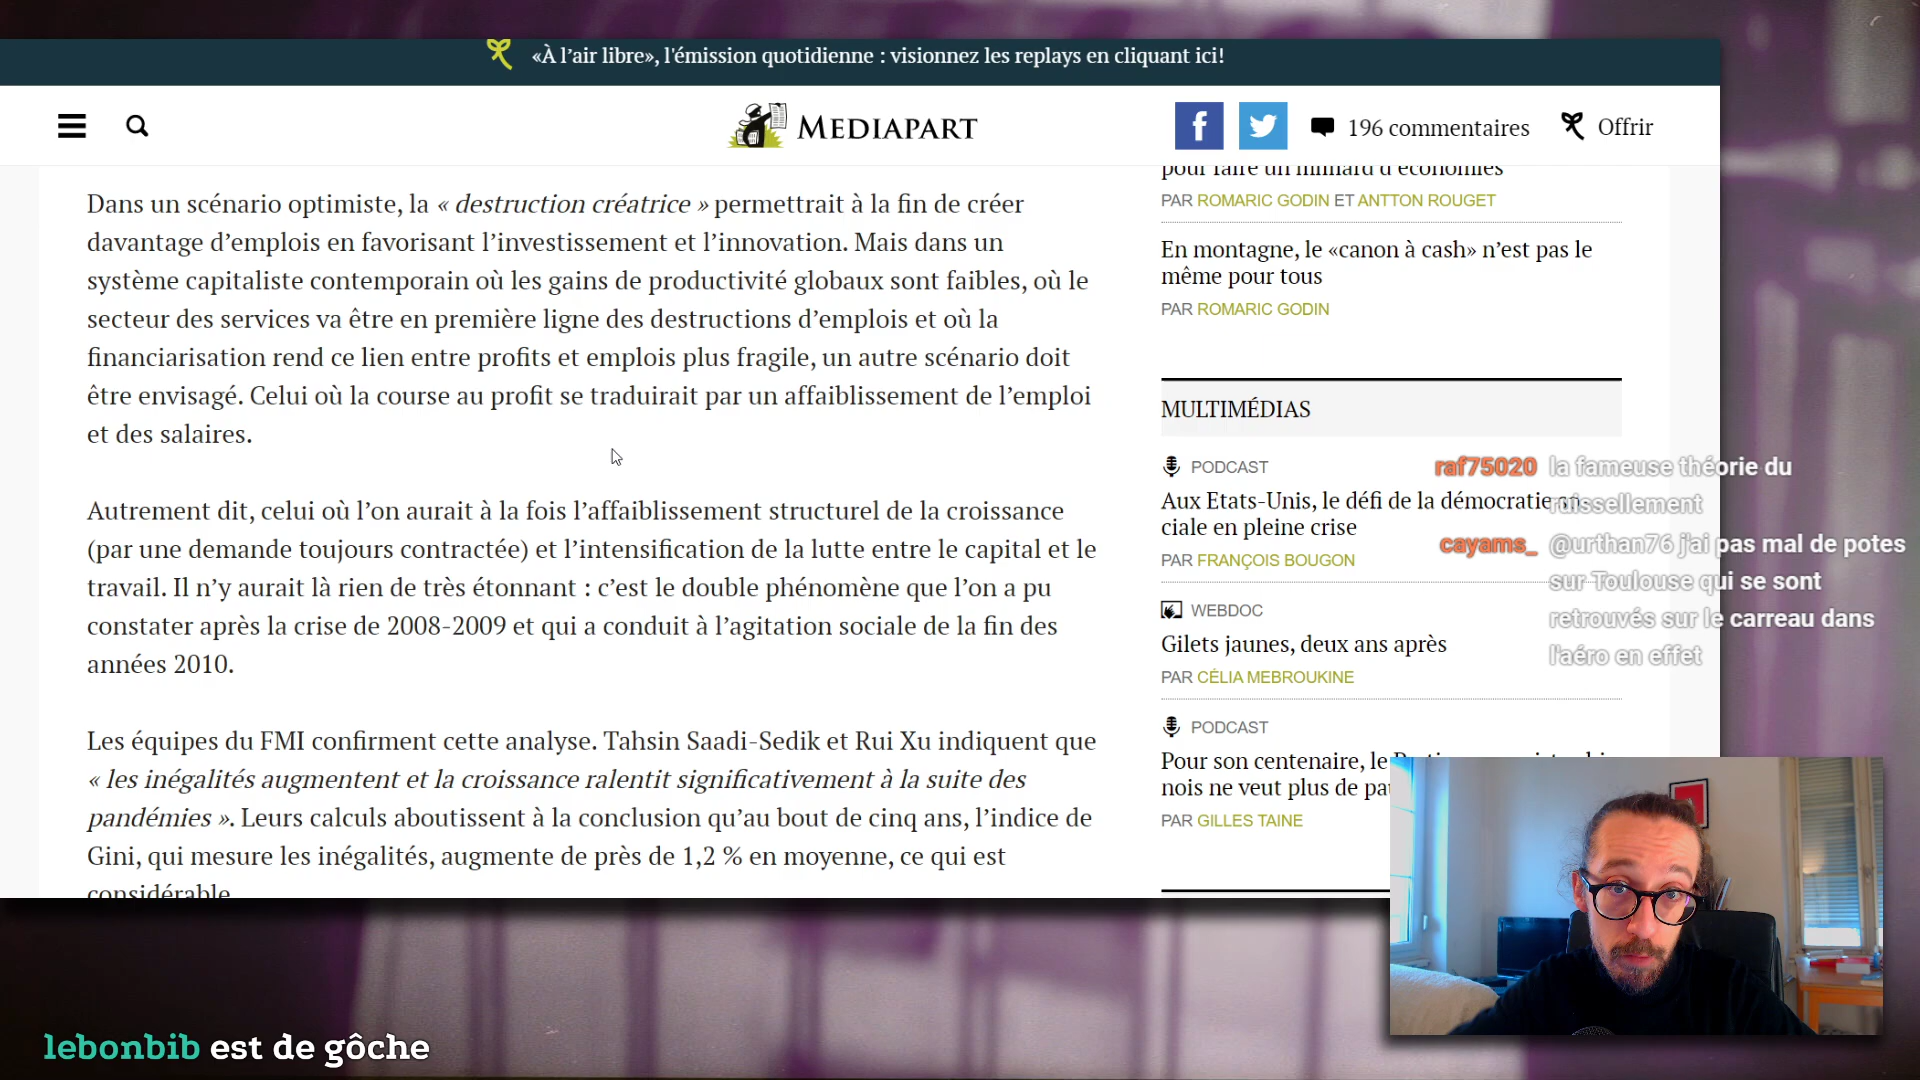 «À l’air libre», l'émission quotidienne : visionnez les replays en cliquant ici!
MEDIAPART
196 commentaires
Offrir
Dans un scénario optimiste, la « destruction créatrice » permettrait à la fin de créer
davantage d’emplois en favorisant l’investissement et l’innovation. Mais dans un
système capitaliste contemporain où les gains de productivité globaux sont faibles, où le
secteur des services va être en première ligne des destructions d’emplois et où la
financiarisation rend ce lien entre profits et emplois plus fragile, un autre scénario doit
être envisagé. Celui où la course au profit se traduirait par un affaiblissement de l’emploi
et des salaires.
Autrement dit, celui où l’on aurait à la fois l’affaiblissement structurel de la croissance
(par une demande toujours contractée) et l’intensification de la lutte entre le capital et le
travail. Il n’y aurait là rien de très étonnant : c’est le double phénomène que l’on a pu
constater après la crise de 2008-2009 et qui a conduit à l’agitation sociale de la fin des
années 2010.
Les équipes du FMI confirment cette analyse. Tahsin Saadi-Sedik et Rui Xu indiquent que
« les inégalités augmentent et la croissance ralentit significativement à la suite des
pandémies ». Leurs calculs aboutissent à la conclusion qu’au bout de cinq ans, l’indice de
Gini, qui mesure les inégalités, augmente de près de 1,2 % en moyenne, ce qui est
considérable
pour faire un milliard d’économies
PAR ROMARIC GODIN ET ANTTON ROUGET
En montagne, le «canon à cash» n’est pas le
même pour tous
PAR ROMARIC GODIN
MULTIMÉDIAS
PODCAST
Aux Etats-Unis, le défi de la démocratie
ciale en pleine crise
PAR FRANÇOIS BOUGON
WEBDOC
Gilets jaunes, deux ans après
PAR CÉLIA MEBROUKINE
PODCAST
Pour son centenaire, le
nois ne veut plus de
PAR GILLES TAINE
raf75020 la fameuse théorie du
ruissellement
cayams_ @urthan76 j'ai pas mal de potes
sur Toulouse qui se sont
retrouvés sur le carreau dans
l'aéro en effet
lebonbib est de gôche